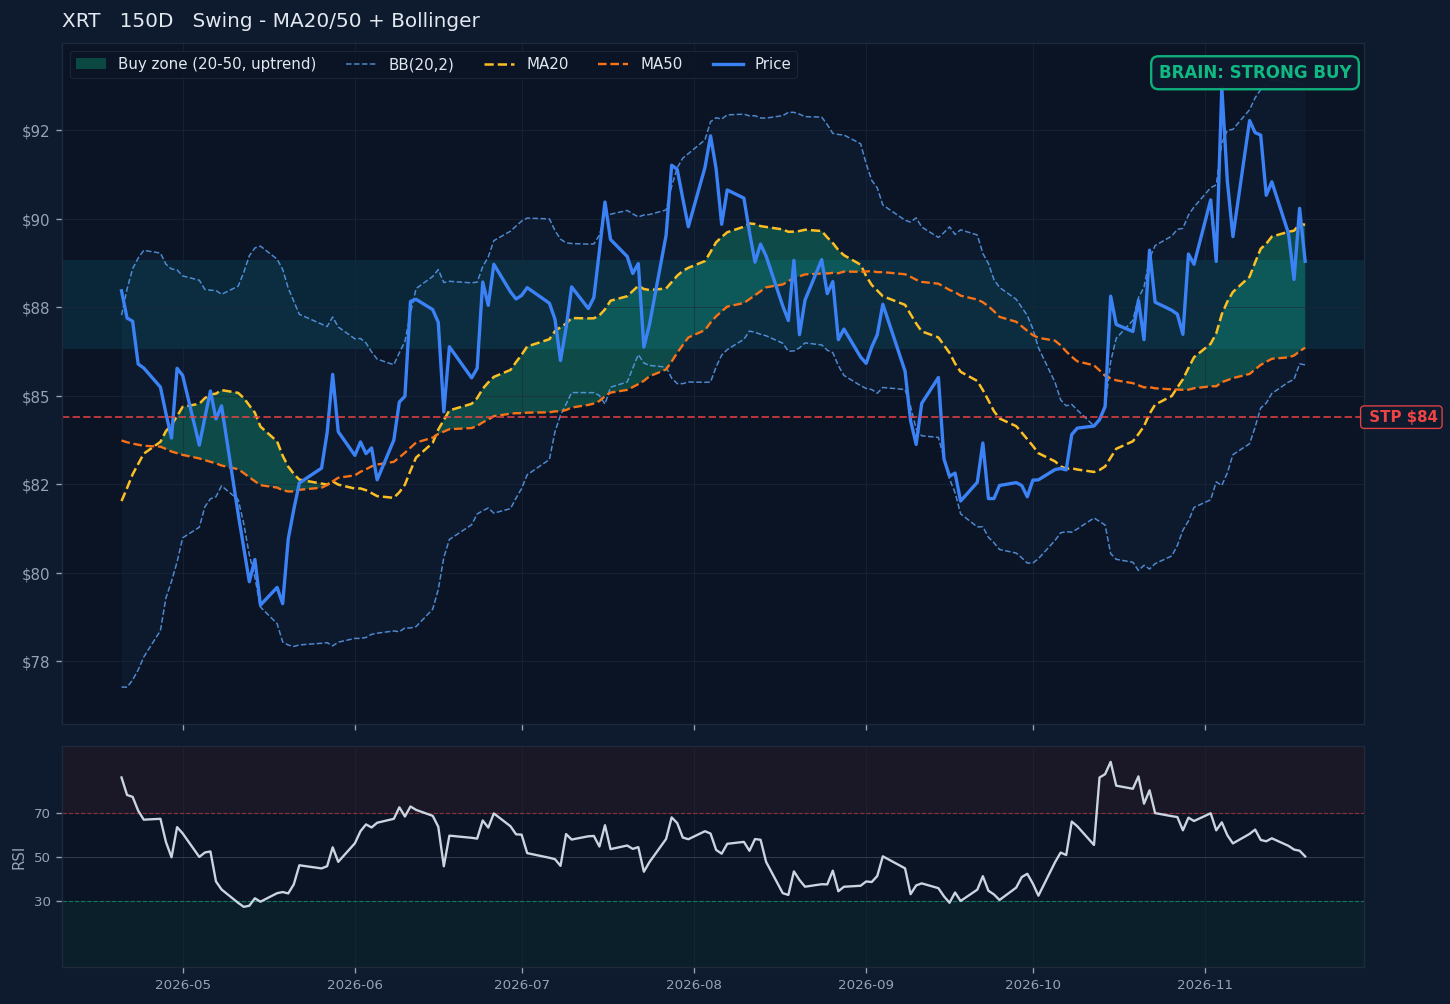 XRT   150D   Swing - MA20/50 + Bollinger
Buy zone (20-50, uptrend)   BB(20,2)   MA20   MA50   Price
BRAIN: STRONG BUY
$92
$90
$88
$85
$82
$80
$78
STP $84
RSI
70
50
30
2026-05   2026-06   2026-07   2026-08   2026-09   2026-10   2026-11